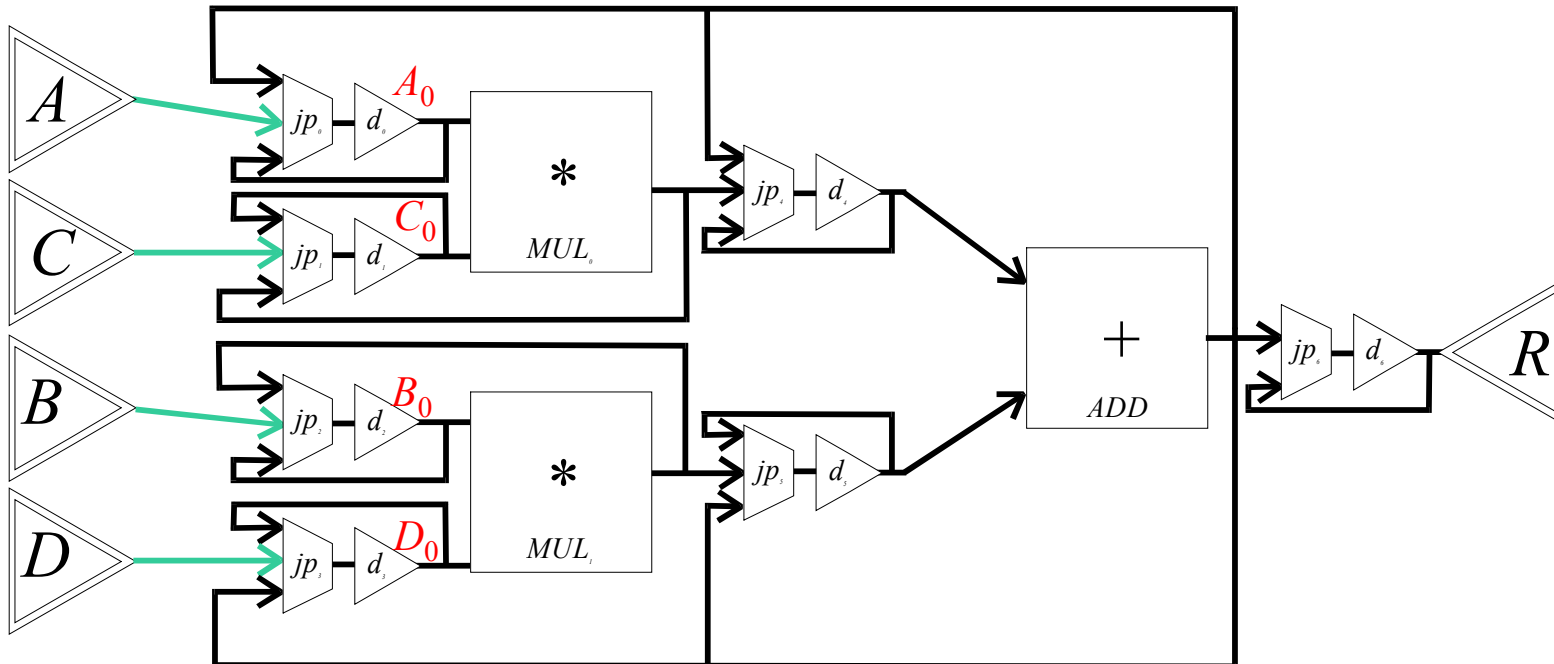 A
C
B
D
jp₀
d₀
A₀
jp₁
d₁
C₀
*
MUL₀
jp₂
d₂
B₀
jp₃
d₃
D₀
*
MUL₁
jp₄
d₄
jp₅
d₅
+
ADD
jp₆
d₆
R